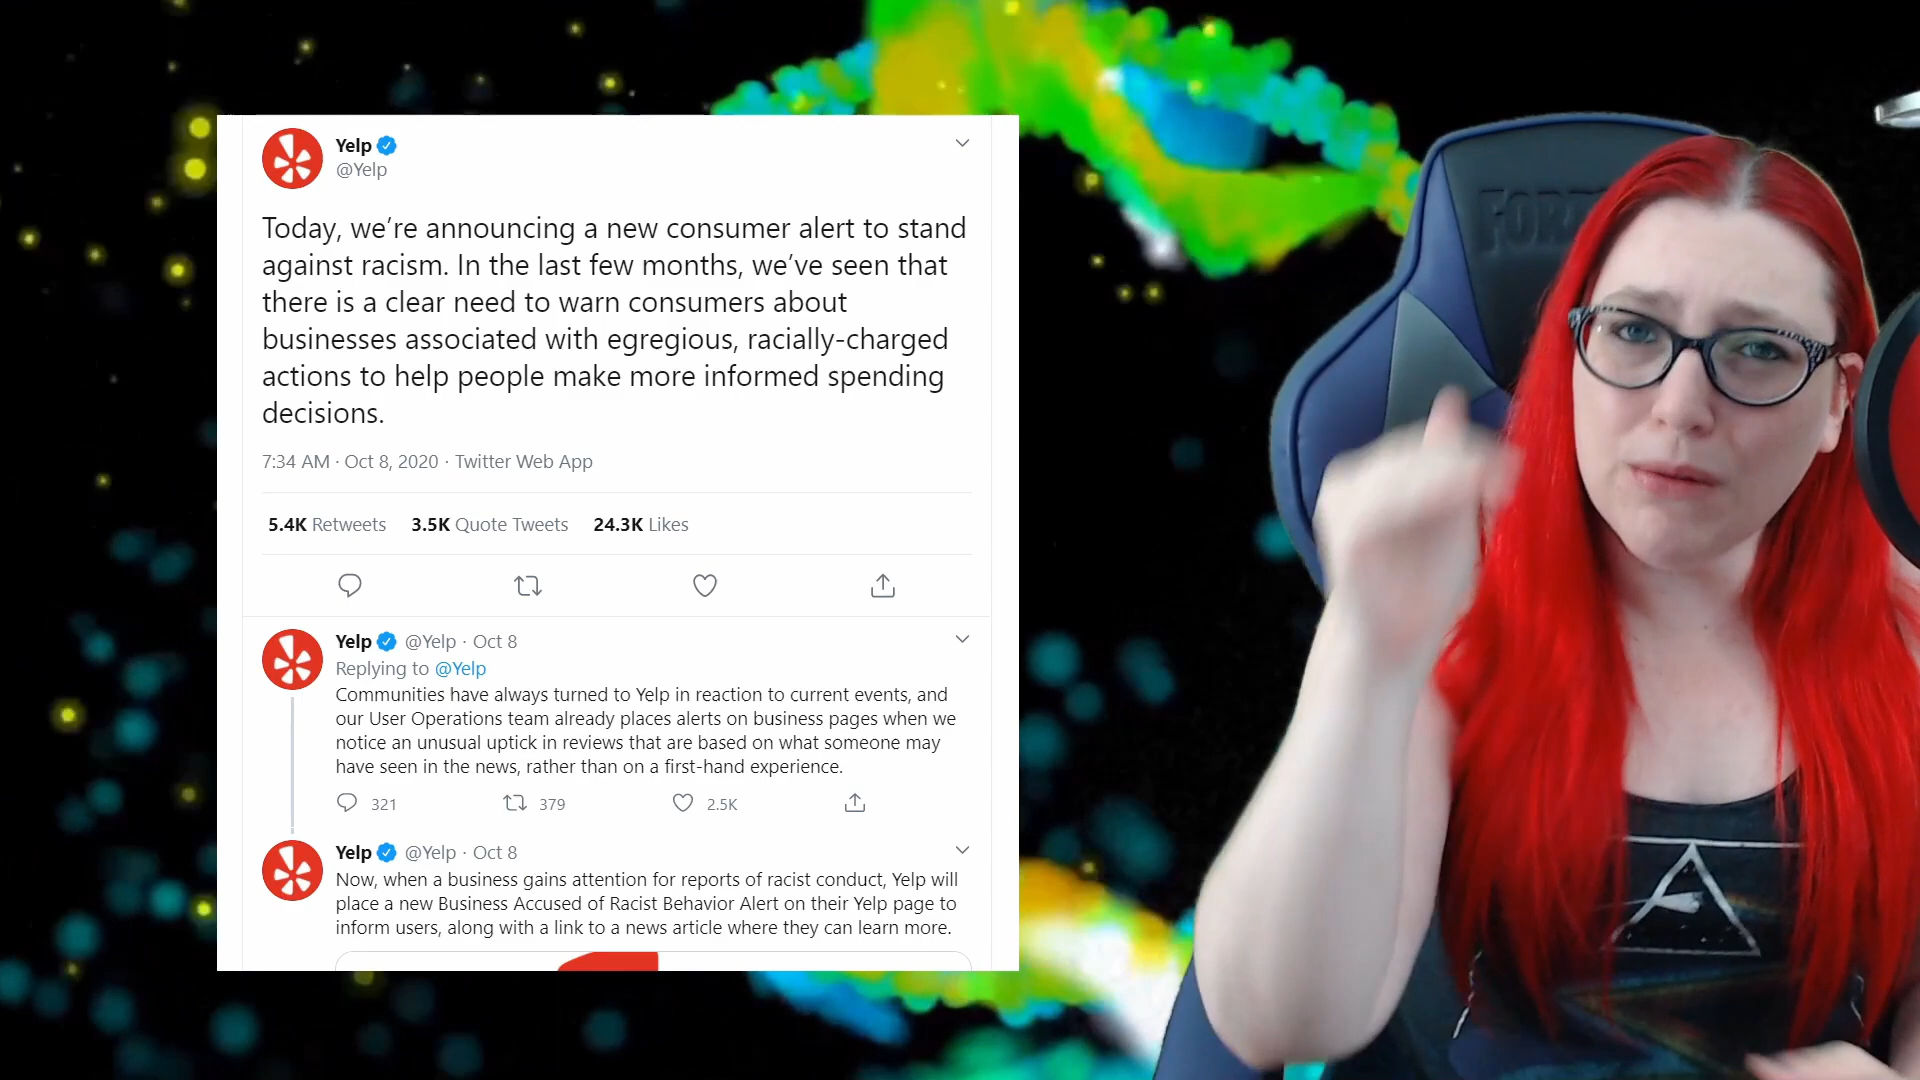 Yelp
@Yelp
Today, we’re announcing a new consumer alert to stand
against racism. In the last few months, we’ve seen that
there is a clear need to warn consumers about
businesses associated with egregious, racially-charged
actions to help people make more informed spending
decisions.
7:34 AM · Oct 8, 2020 · Twitter Web App
5.4K Retweets 3.5K Quote Tweets 24.3K Likes
Yelp @Yelp · Oct 8
Replying to @Yelp
Communities have always turned to Yelp in reaction to current events, and
our User Operations team already places alerts on business pages when we
notice an unusual uptick in reviews that are based on what someone may
have seen in the news, rather than on a first-hand experience.
321 379 2.5K
Yelp @Yelp · Oct 8
Now, when a business gains attention for reports of racist conduct, Yelp will
place a new Business Accused of Racist Behavior Alert on their Yelp page to
inform users, along with a link to a news article where they can learn more.